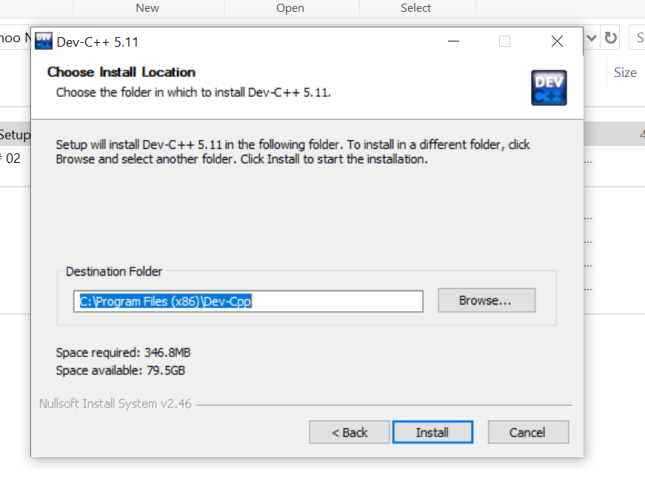 New
Open
Select
hoo N
Dev-C++ 5.11
S
Choose Install Location
Choose the folder in which to install Dev-C++ 5.11.
DEV
C++
Size
Setup
4
Setup will install Dev-C++ 5.11 in the following folder. To install in a different folder, click
Browse and select another folder. Click Install to start the installation.
02
...
...
...
...
...
Destination Folder
C:\Program Files (x86)\Dev-Cpp
Browse...
Space required: 346.8MB
Space available: 79.5GB
Nullsoft Install System v2.46
< Back
Install
Cancel